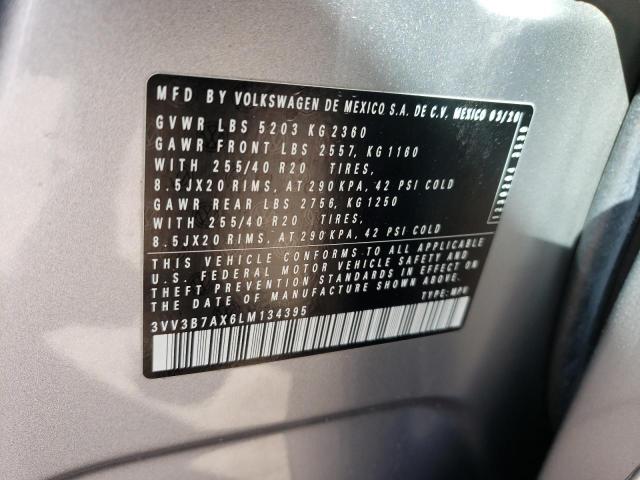 MFD BY VOLKSWAGEN DE MEXICO S.A. DE C.V. MEXICO 03/20
GVWR LBS 5203 KG 2360
GAWR FRONT LBS 2557, KG 1160
WITH 255/40 R20 TIRES,
8.5JX20 RIMS, AT 290 KPA, 42 PSI COLD
GAWR REAR LBS 2756, KG 1250
WITH 255/40 R20 TIRES,
8.5JX20 RIMS, AT 290 KPA, 42 PSI COLD
THIS VEHICLE CONFORMS TO ALL APPLICABLE
U.S. FEDERAL MOTOR VEHICLE SAFETY AND
THEFT PREVENTION STANDARDS IN EFFECT ON
THE DATE OF MANUFACTURE SHOWN ABOVE.
3VV3B7AX6LM134395 TYPE: MPV